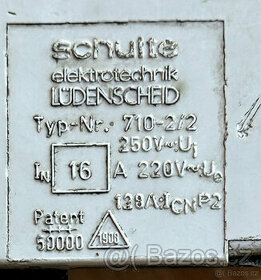 schulte
elektrotechnik
LÜDENSCHEID
Typ-Nr. 710-2/2
250V~Ui
IN 16 A 220V~Ue
Patent
50000 1908
Bazos.cz